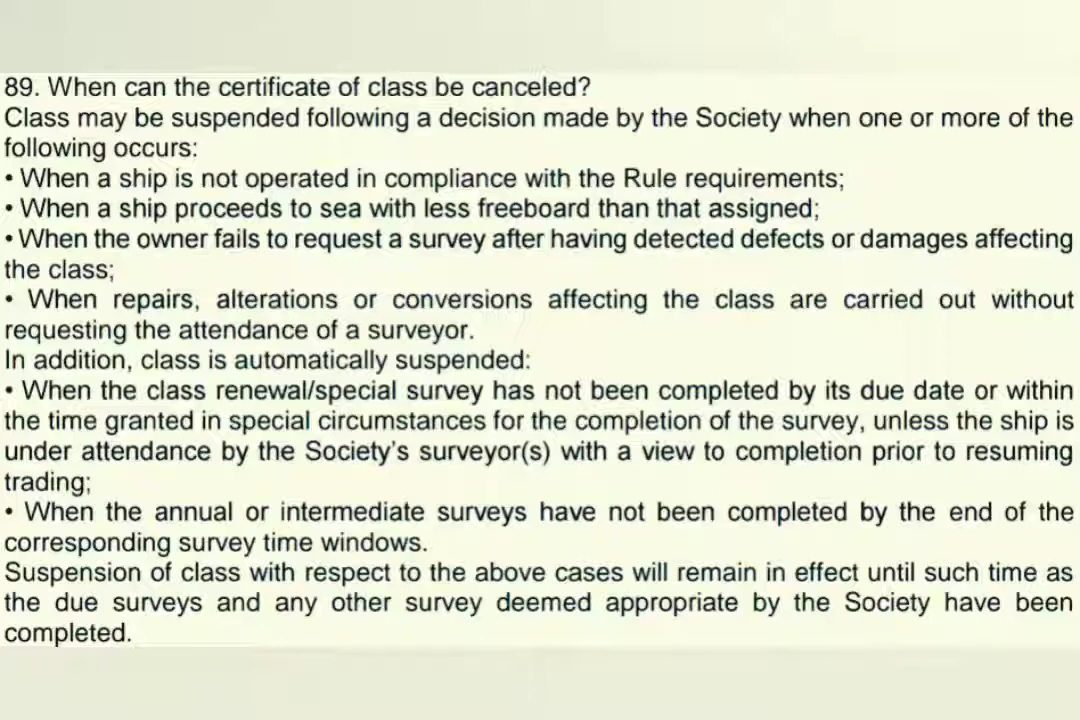 89. When can the certificate of class be canceled?
Class may be suspended following a decision made by the Society when one or more of the
following occurs:
• When a ship is not operated in compliance with the Rule requirements;
• When a ship proceeds to sea with less freeboard than that assigned;
• When the owner fails to request a survey after having detected defects or damages affecting
the class;
• When repairs, alterations or conversions affecting the class are carried out without
requesting the attendance of a surveyor.
In addition, class is automatically suspended:
• When the class renewal/special survey has not been completed by its due date or within
the time granted in special circumstances for the completion of the survey, unless the ship is
under attendance by the Society's surveyor(s) with a view to completion prior to resuming
trading;
• When the annual or intermediate surveys have not been completed by the end of the
corresponding survey time windows.
Suspension of class with respect to the above cases will remain in effect until such time as
the due surveys and any other survey deemed appropriate by the Society have been
completed.